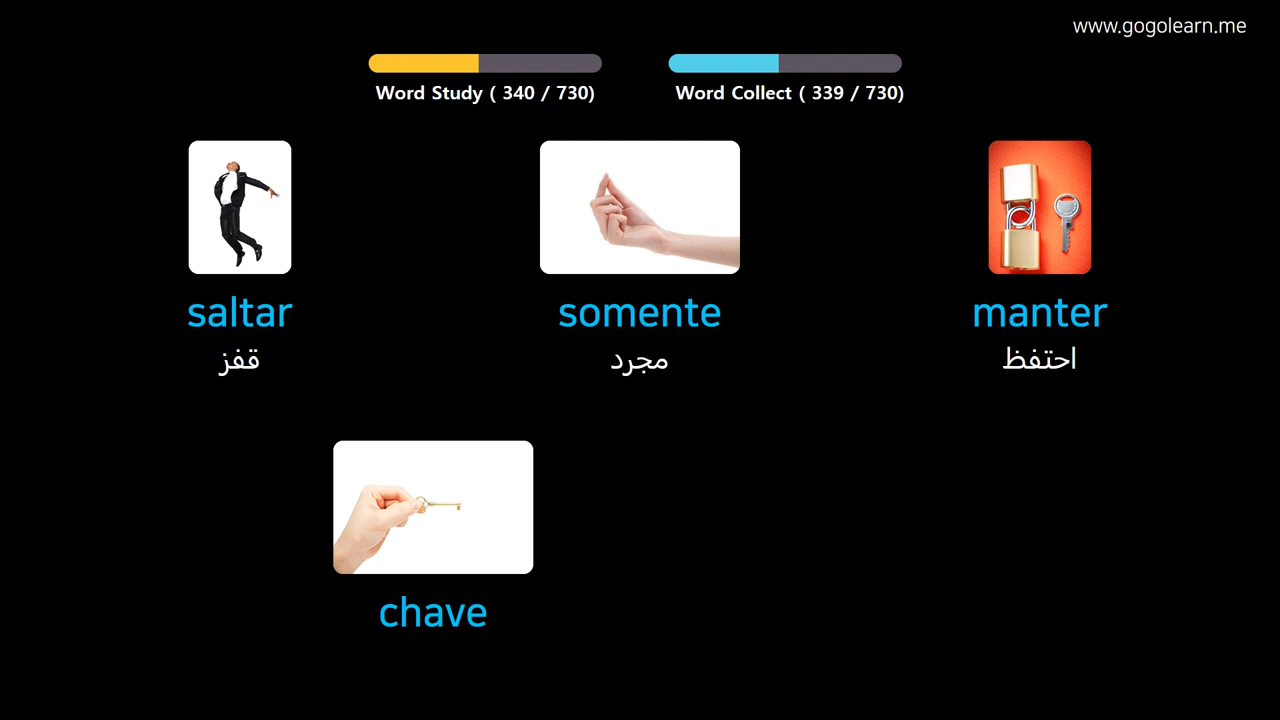 www.gogolearn.me
Word Study ( 340 / 730)
Word Collect ( 339 / 730)
saltar
قفز
somente
مجرد
manter
احتفظ
chave